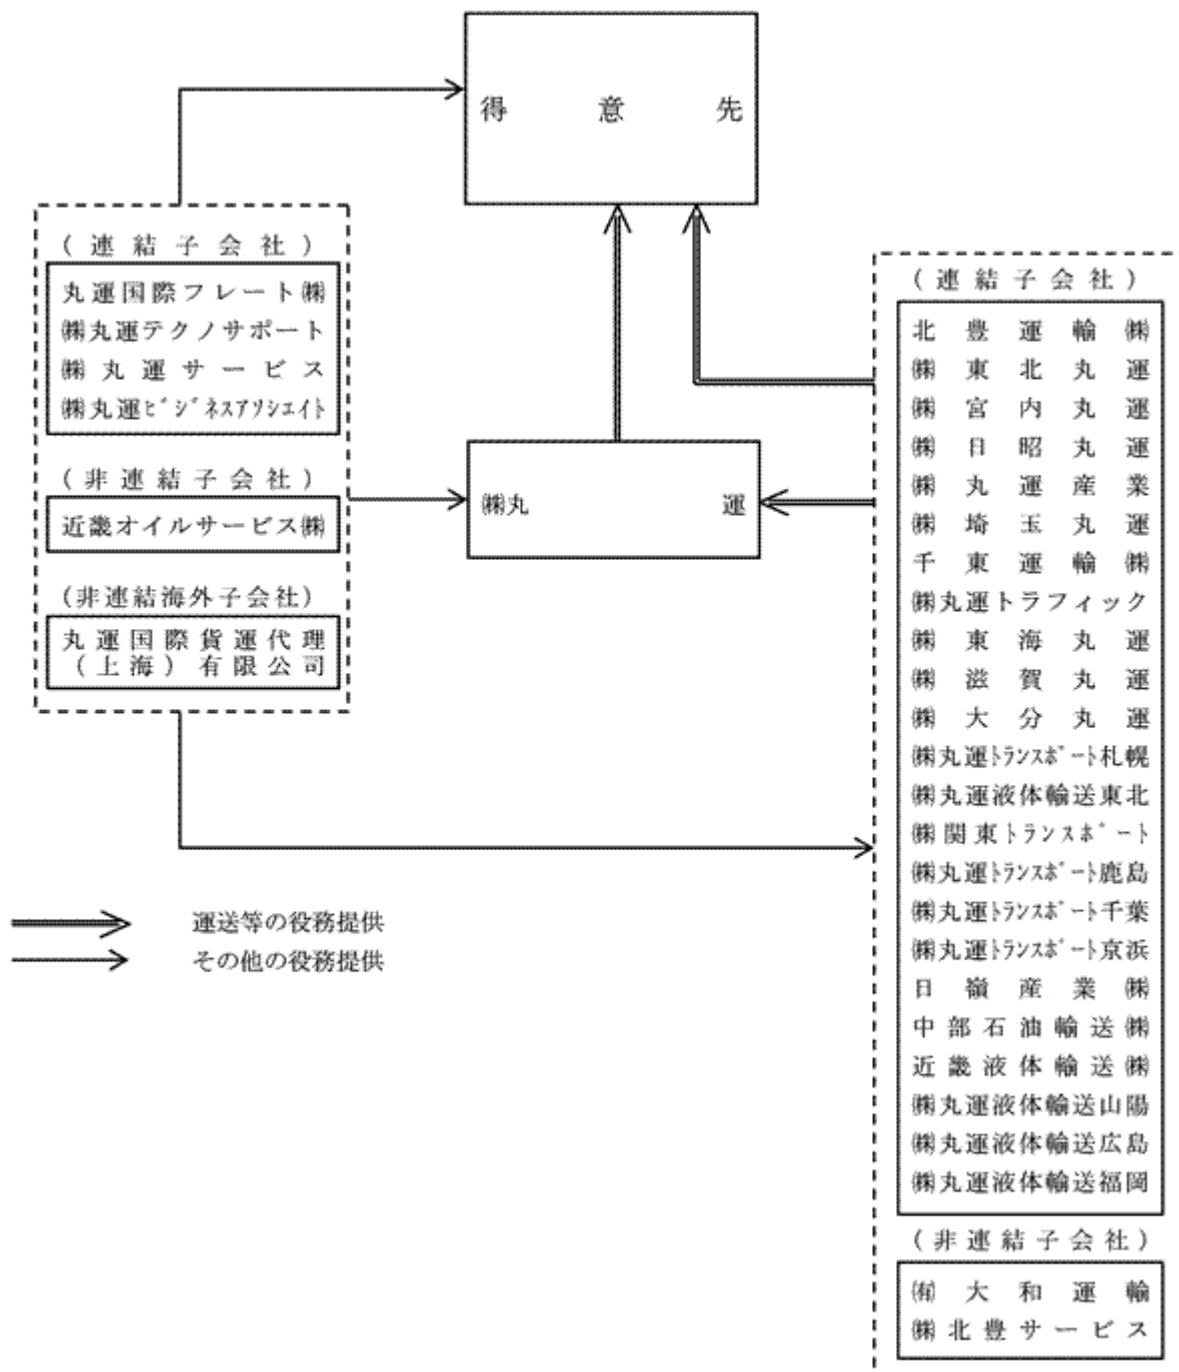 得意先
(連結子会社)
丸運国際フレート㈱
㈱丸運テクノサポート
㈱丸運サービス
㈱丸運ﾋﾞｼﾞﾈｽｱｿｼエイト
(非連結子会社)
近畿オイルサービス㈱
(非連結海外子会社)
丸運国際貨運代理
(上海)有限公司
㈱丸運
(連結子会社)
北豊運輸㈱
㈱東北丸運
㈱宮内丸運
㈱日昭丸運
㈱丸運産業
㈱埼玉丸運
千東運輸㈱
㈱丸運トラフィック
㈱東海丸運
㈱滋賀丸運
㈱大分丸運
㈱丸運ﾄﾗﾝｽﾎﾟｰﾄ札幌
㈱丸運液体輸送東北
㈱関東ﾄﾗﾝｽﾎﾟｰﾄ
㈱丸運ﾄﾗﾝｽﾎﾟｰﾄ鹿島
㈱丸運ﾄﾗﾝｽﾎﾟｰﾄ千葉
㈱丸運ﾄﾗﾝｽﾎﾟｰﾄ京浜
日嶺産業㈱
中部石油輸送㈱
近畿液体輸送㈱
㈱丸運液体輸送山陽
㈱丸運液体輸送広島
㈱丸運液体輸送福岡
(非連結子会社)
㈲大和運輸
㈱北豊サービス
運送等の役務提供
その他の役務提供